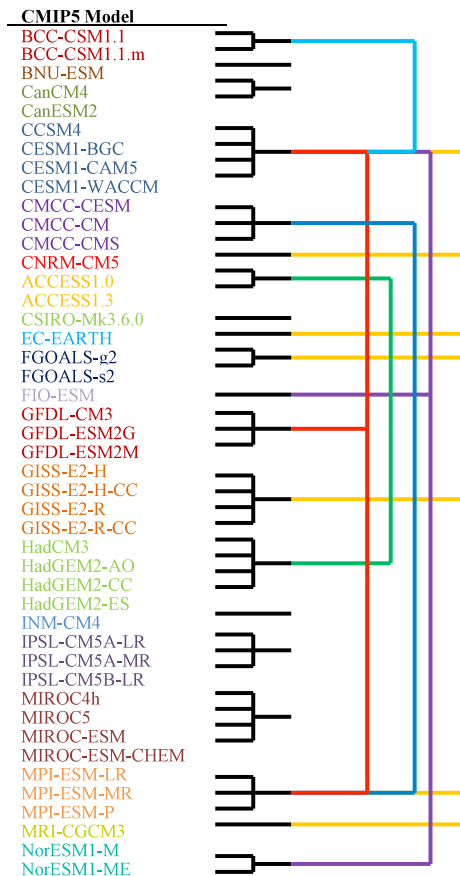 CMIP5 Model
BCC-CSM1.1
BCC-CSM1.1.m
BNU-ESM
CanCM4
CanESM2
CCSM4
CESM1-BGC
CESM1-CAM5
CESM1-WACCM
CMCC-CESM
CMCC-CM
CMCC-CMS
CNRM-CM5
ACCESS1.0
ACCESS1.3
CSIRO-Mk3.6.0
EC-EARTH
FGOALS-g2
FGOALS-s2
FIO-ESM
GFDL-CM3
GFDL-ESM2G
GFDL-ESM2M
GISS-E2-H
GISS-E2-H-CC
GISS-E2-R
GISS-E2-R-CC
HadCM3
HadGEM2-AO
HadGEM2-CC
HadGEM2-ES
INM-CM4
IPSL-CM5A-LR
IPSL-CM5A-MR
IPSL-CM5B-LR
MIROC4h
MIROC5
MIROC-ESM
MIROC-ESM-CHEM
MPI-ESM-LR
MPI-ESM-MR
MPI-ESM-P
MRI-CGCM3
NorESM1-M
NorESM1-ME